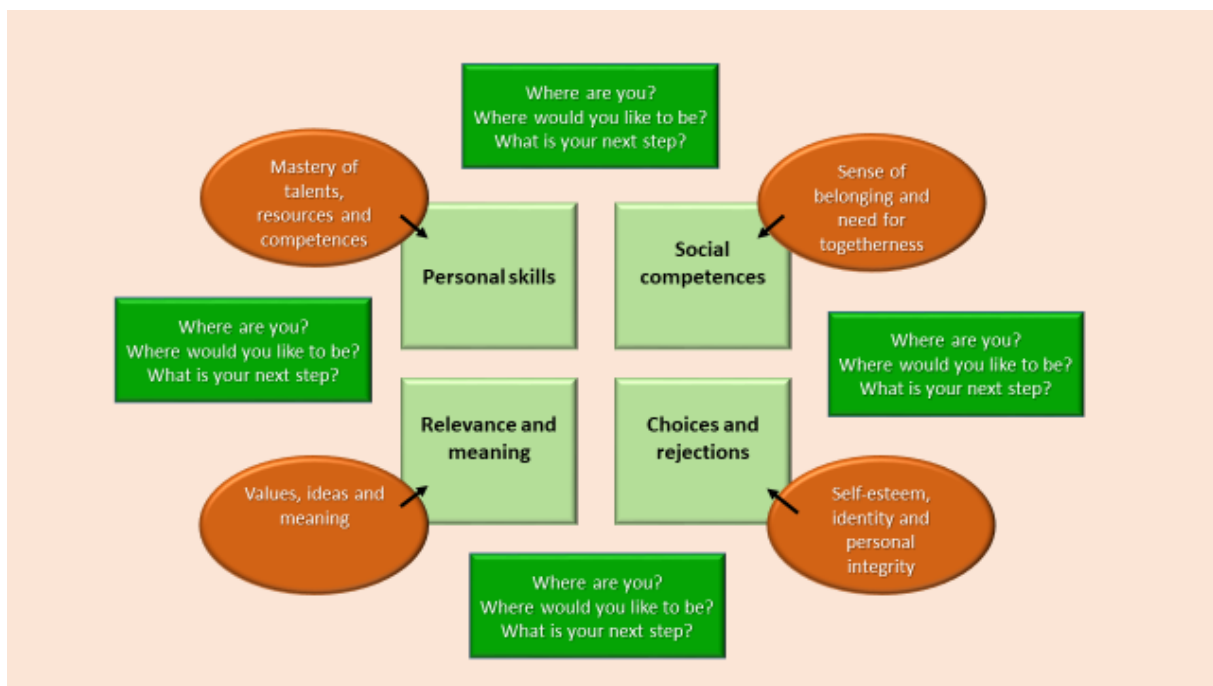 Where are you?
Where would you like to be?
What is your next step?
Mastery of
talents,
resources and
competences
Sense of
belonging and
need for
togetherness
Personal skills
Social
competences
Where are you?
Where would you like to be?
What is your next step?
Where are you?
Where would you like to be?
What is your next step?
Relevance and
meaning
Choices and
rejections
Values, ideas and
meaning
Self-esteem,
identity and
personal
integrity
Where are you?
Where would you like to be?
What is your next step?